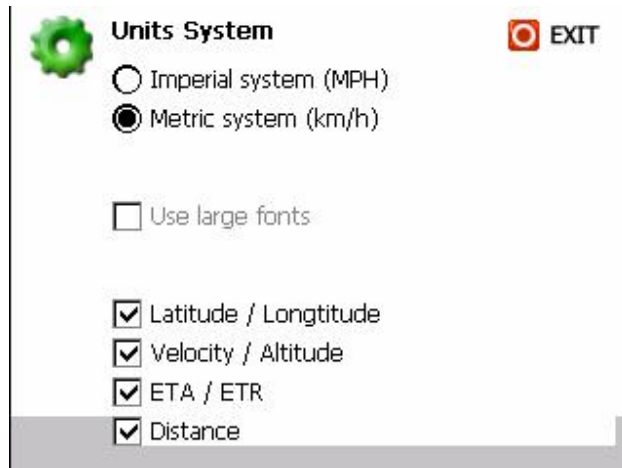 Units System
EXIT
Imperial system (MPH)
Metric system (km/h)
Use large fonts
Latitude / Longtitude
Velocity / Altitude
ETA / ETR
Distance